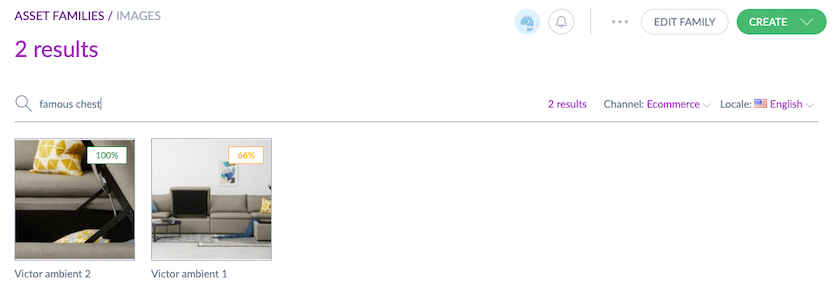 ASSET FAMILIES / IMAGES
EDIT FAMILY
CREATE
2 results
famous chest
2 results
Channel: Ecommerce
Locale: English
100%
66%
Victor ambient 2
Victor ambient 1